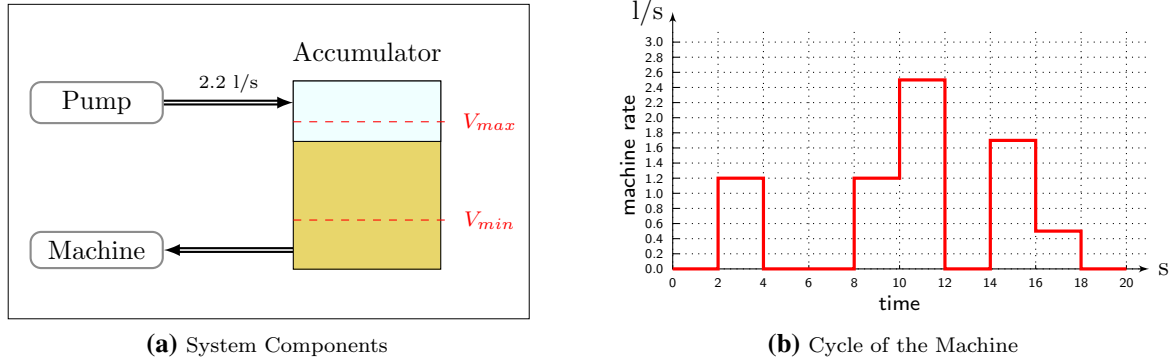 Accumulator
Pump
2.2 l/s
Vmax
Vmin
Machine
(a) System Components
l/s
machine rate
3.0
2.8
2.6
2.4
2.2
2.0
1.8
1.6
1.4
1.2
1.0
0.8
0.6
0.4
0.2
0.0
0 2 4 6 8 10 12 14 16 18 20
s
time
(b) Cycle of the Machine